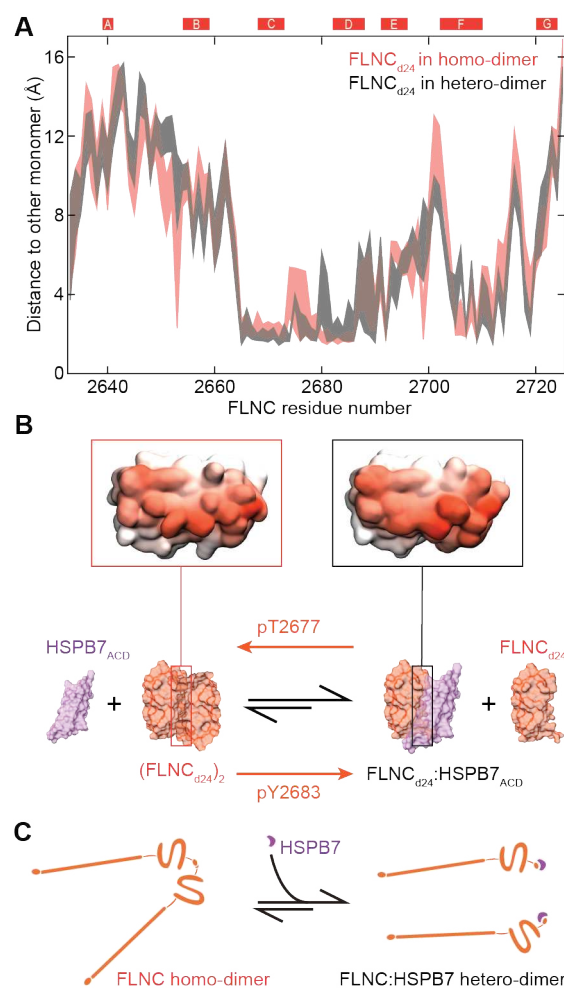 A
A B C D E F G
FLNCd24 in homo-dimer
FLNCd24 in hetero-dimer
Distance to other monomer (Å)
16
12
8
4
0
2640 2660 2680 2700 2720
FLNC residue number
B
pT2677
HSPB7ACD
FLNCd24
+
+
(FLNCd24)2
FLNCd24:HSPB7ACD
pY2683
C
HSPB7
FLNC homo-dimer
FLNC:HSPB7 hetero-dimer